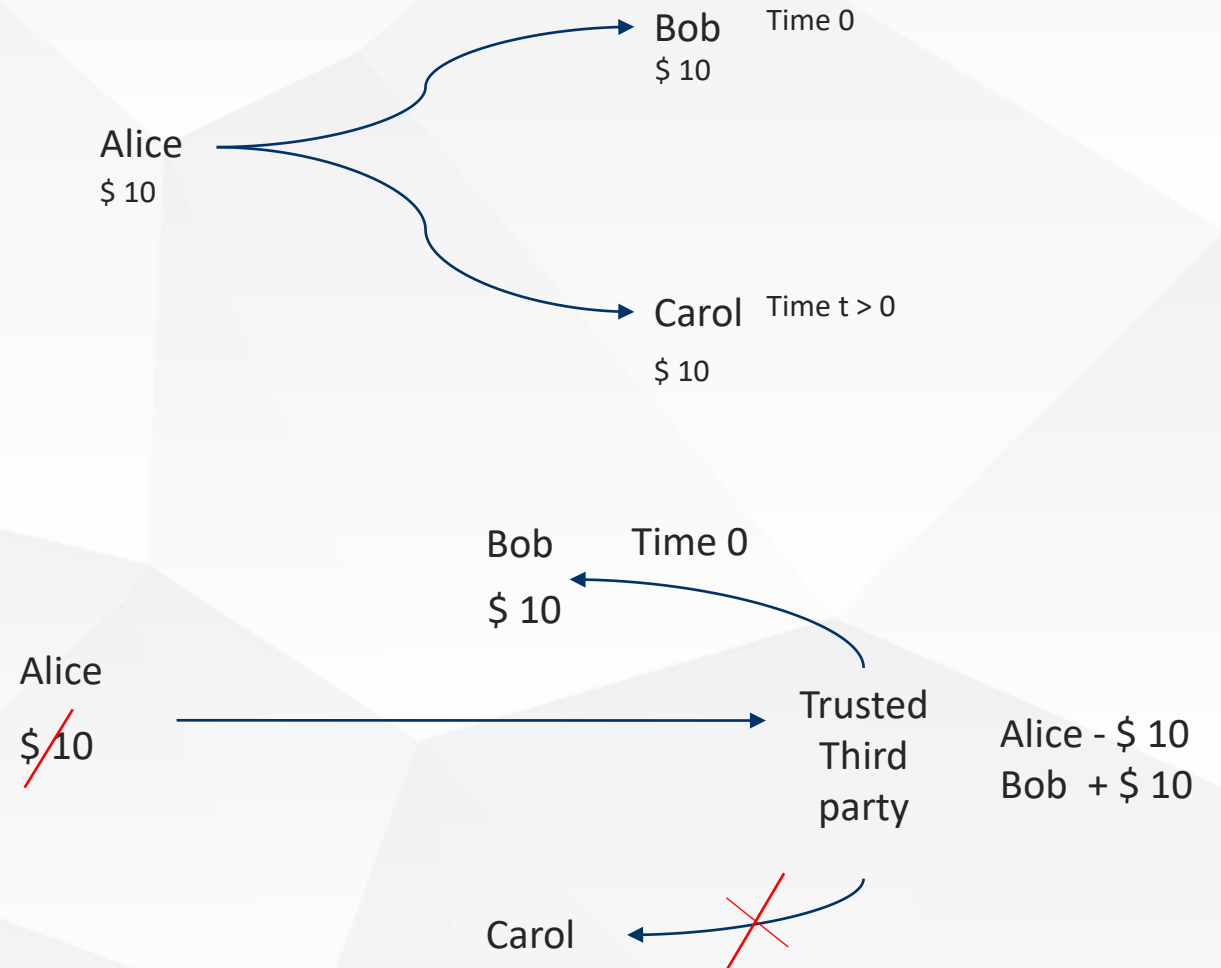 Bob
Time 0
$ 10
Alice
$ 10
Carol
Time t > 0
$ 10
Bob
Time 0
$ 10
Alice
$ 10
Trusted
Third
party
Alice - $ 10
Bob + $ 10
Carol